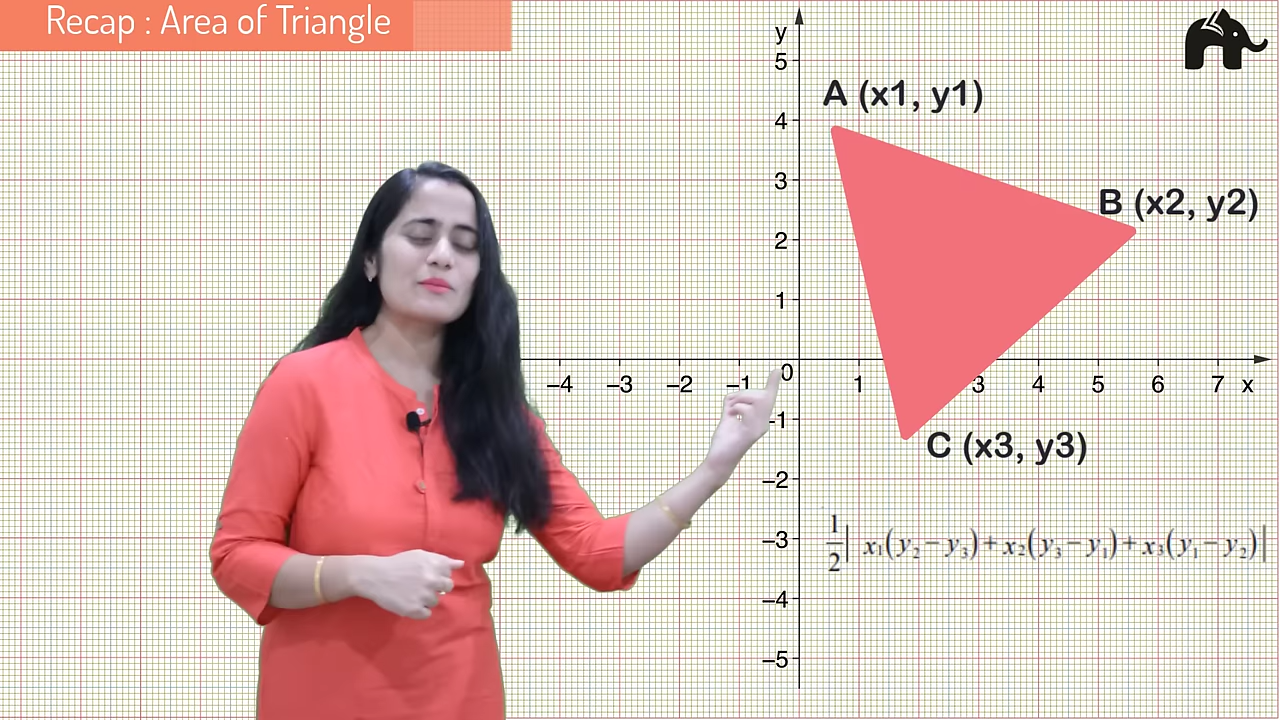 Recap : Area of Triangle
y
5
A (x1, y1)
4
3
B (x2, y2)
2
1
−4 −3 −2 −1 0 1 3 4 5 6 7 x
-1
C (x3, y3)
−2
−3
1/2| x₁(y₂−y₃)+x₂(y₃−y₁)+x₃(y₁−y₂)|
−4
−5